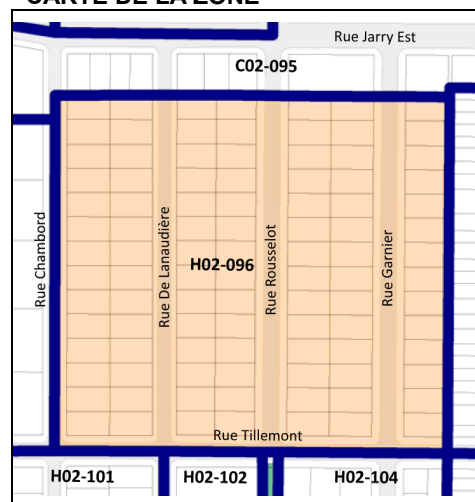 CARTE DE LA ZONE
Rue Jarry Est
C02-095
Rue Chambord
Rue De Lanaudière
H02-096
Rue Rousselot
Rue Garnier
Rue Tillemont
H02-101
H02-102
H02-104